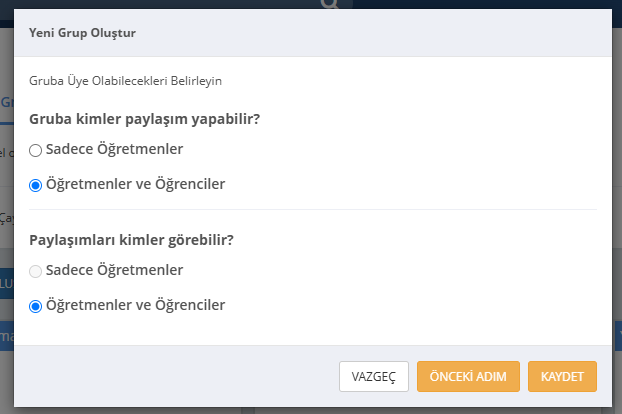 Yeni Grup Oluştur
Gruba Üye Olabilecekleri Belirleyin
Gruba kimler paylaşım yapabilir?
Sadece Öğretmenler
Öğretmenler ve Öğrenciler
Paylaşımları kimler görebilir?
Sadece Öğretmenler
Öğretmenler ve Öğrenciler
VAZGEÇ ÖNCEKİ ADIM KAYDET